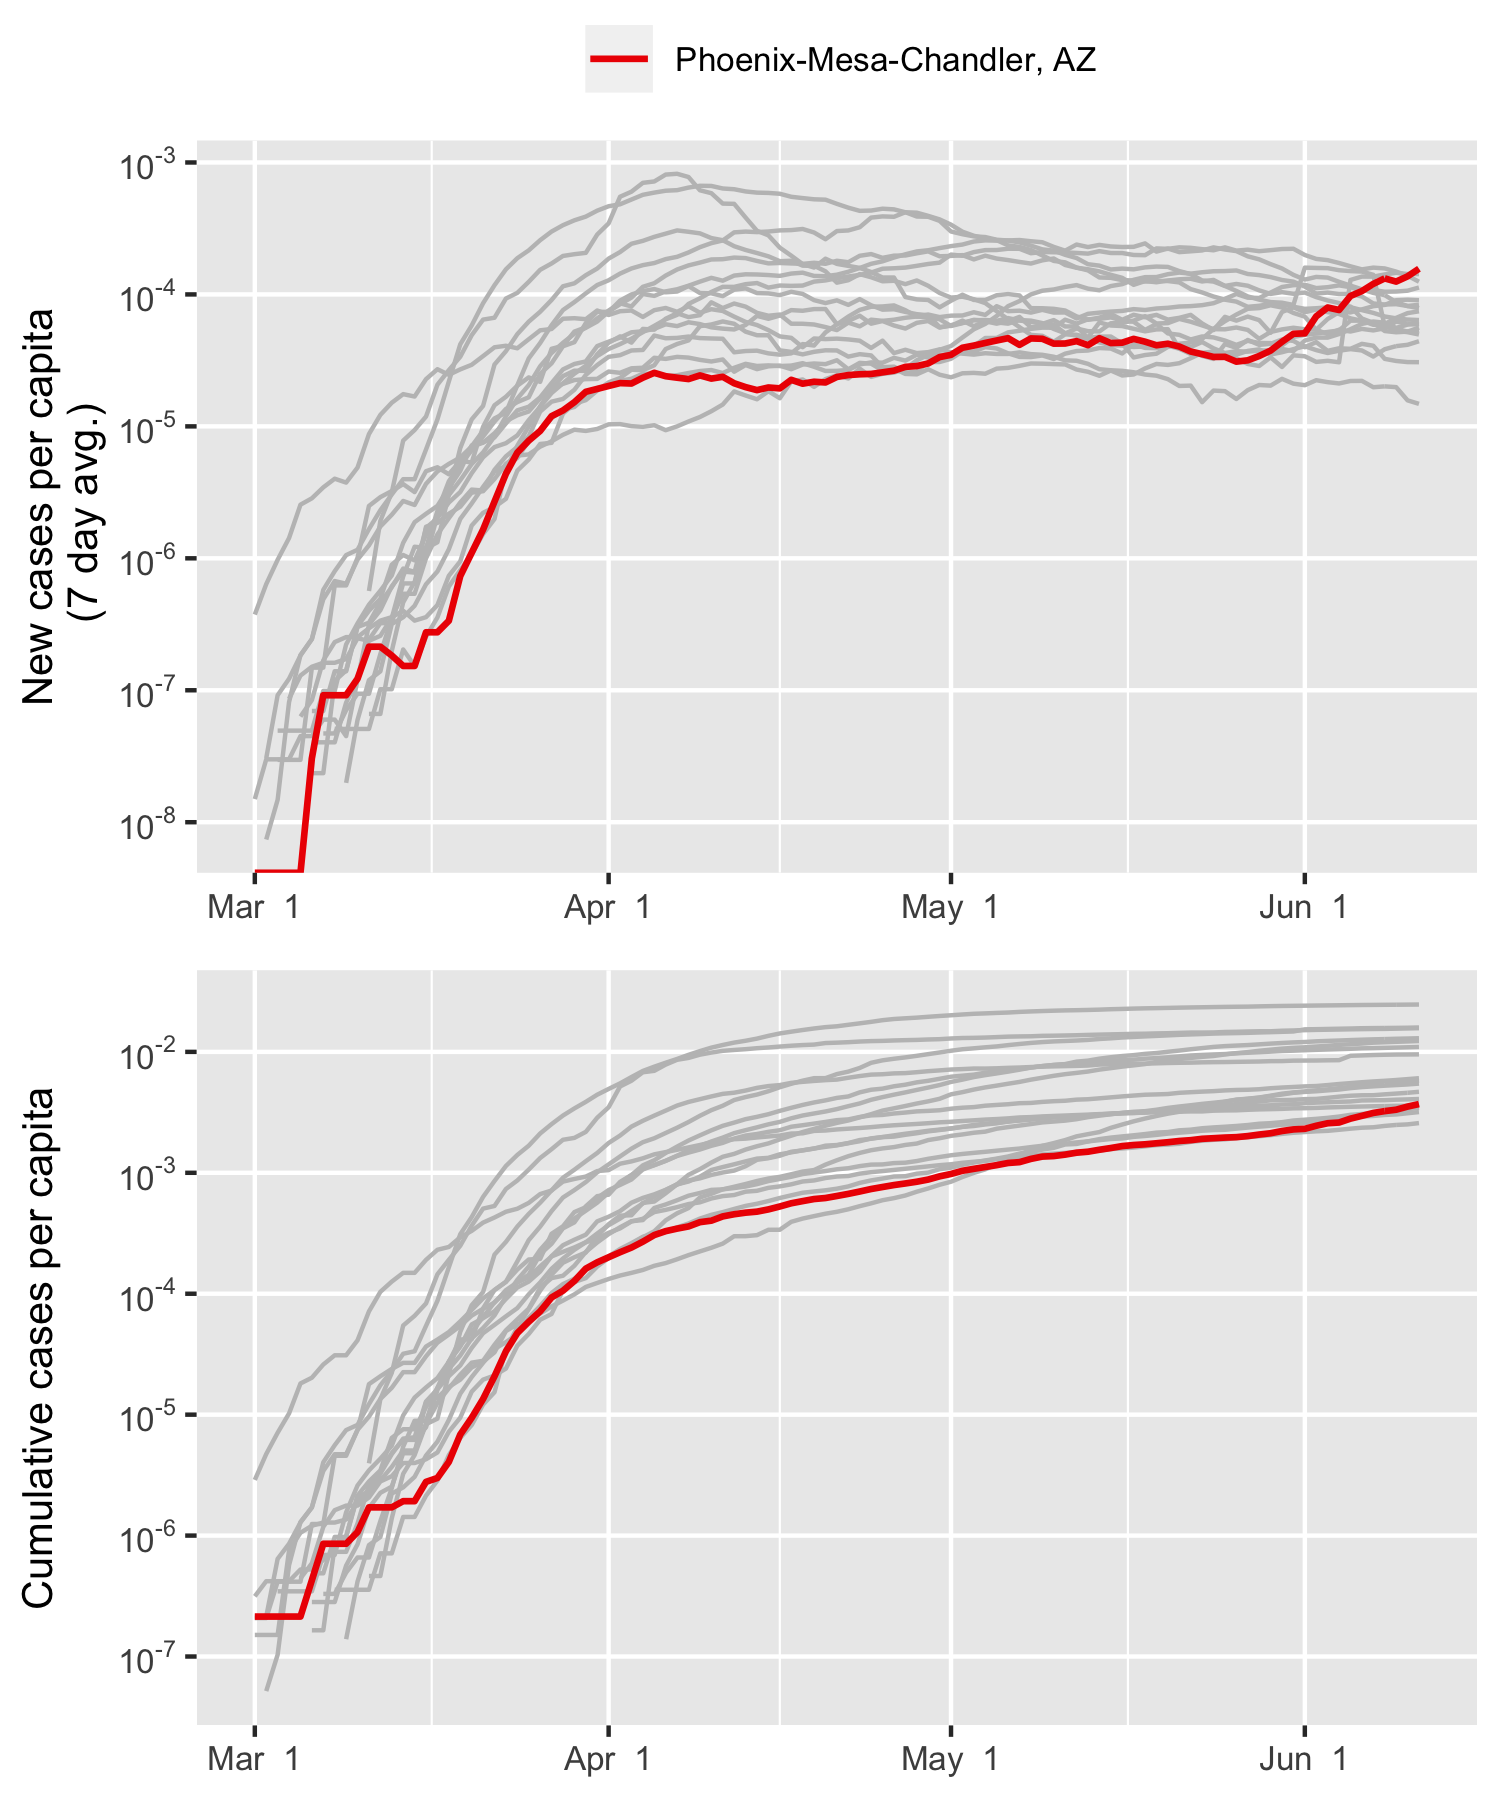 Phoenix-Mesa-Chandler, AZ
New cases per capita
(7 day avg.)
10-3
10-4
10-5
10-6
10-7
10-8
Mar 1 Apr 1 May 1 Jun 1
Cumulative cases per capita
10-2
10-3
10-4
10-5
10-6
10-7
Mar 1 Apr 1 May 1 Jun 1